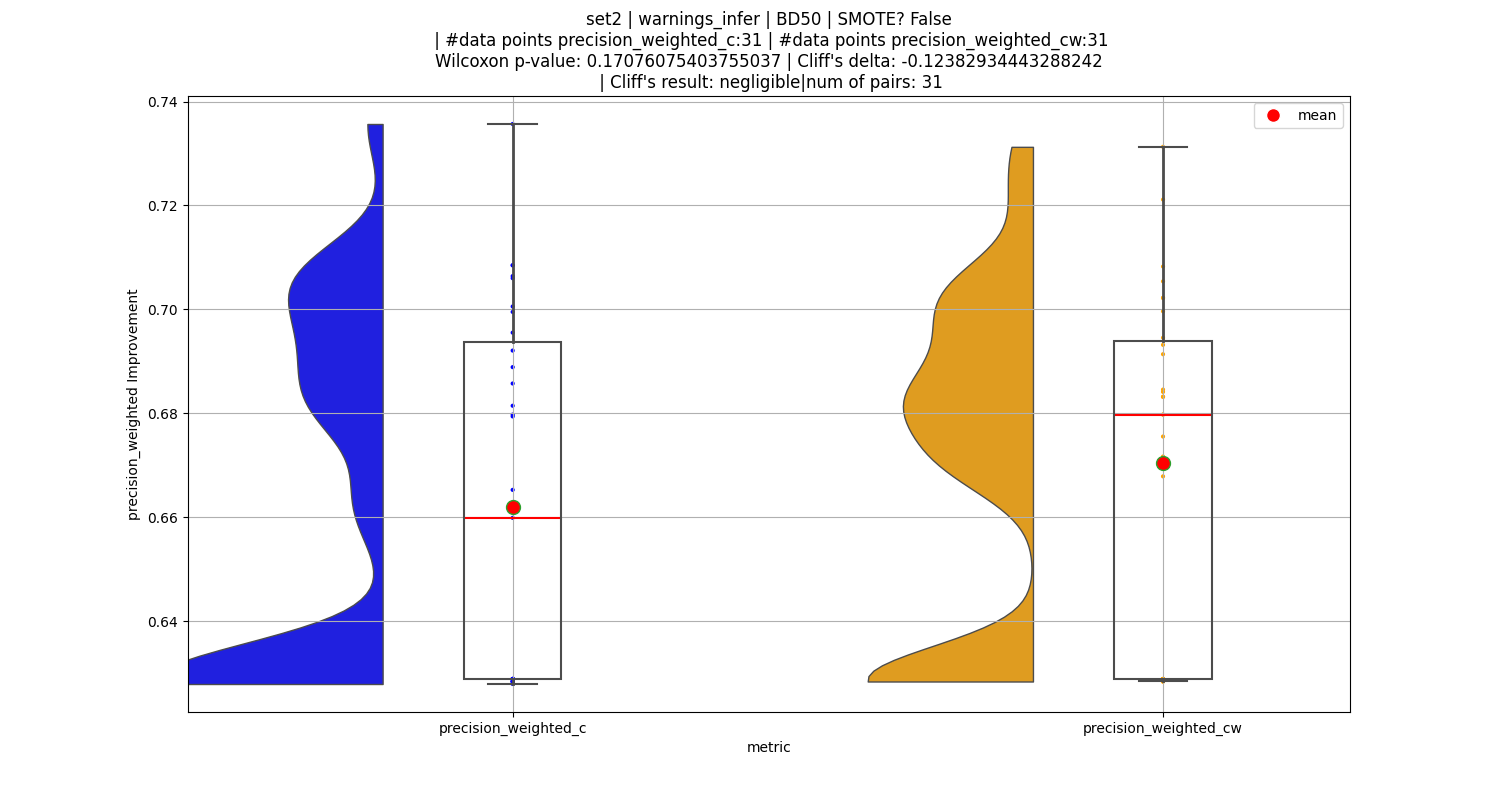 set2 | warnings_infer | BD50 | SMOTE? False
| #data points precision_weighted_c:31 | #data points precision_weighted_cw:31
Wilcoxon p-value: 0.17076075403755037 | Cliff's delta: -0.12382934443288242
| Cliff's result: negligible|num of pairs: 31
mean
precision_weighted Improvement
0.74
0.72
0.70
0.68
0.66
0.64
precision_weighted_c
precision_weighted_cw
metric